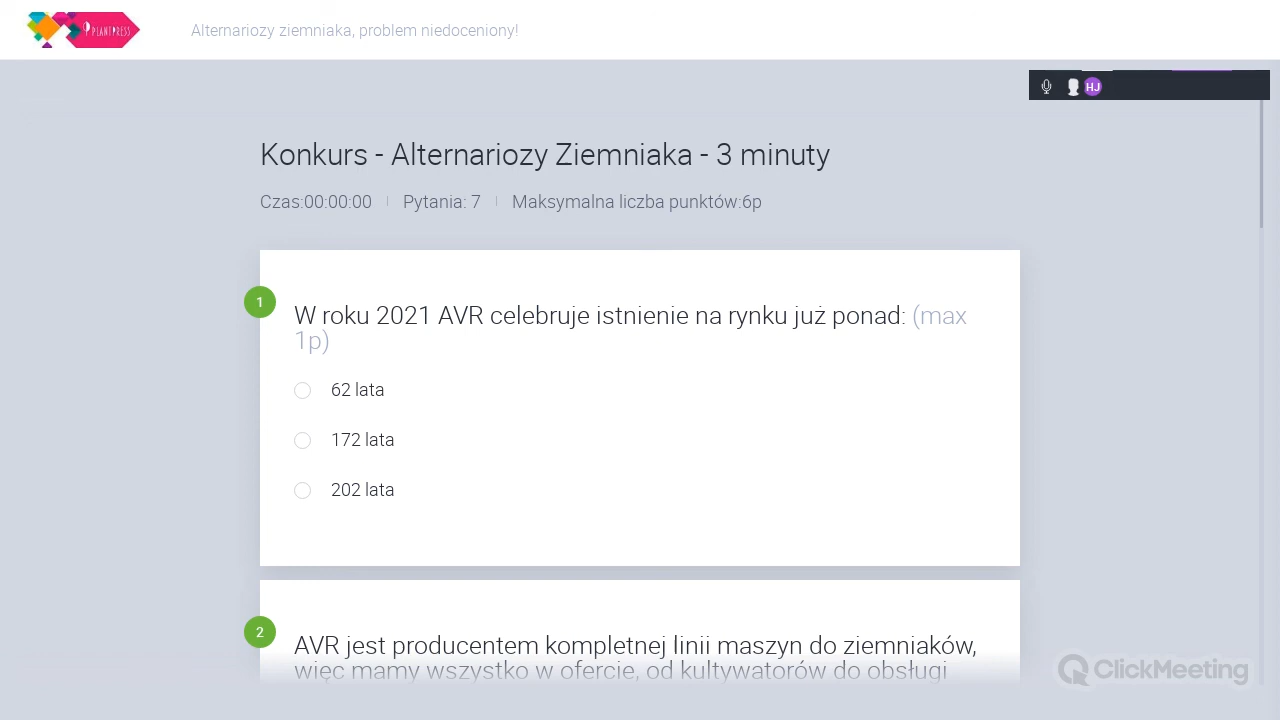 PLANTPRESS
Alternariozy ziemniaka, problem niedoceniony!
HJ
Konkurs - Alternariozy Ziemniaka - 3 minuty
Czas:00:00:00
Pytania: 7
Maksymalna liczba punktów:6p
1
W roku 2021 AVR celebruje istnienie na rynku już ponad: (max
1p)
62 lata
172 lata
202 lata
2
AVR jest producentem kompletnej linii maszyn do ziemniaków,
więc mamy wszystko w ofercie, od kultywatorów do obsługi
ClickMeeting